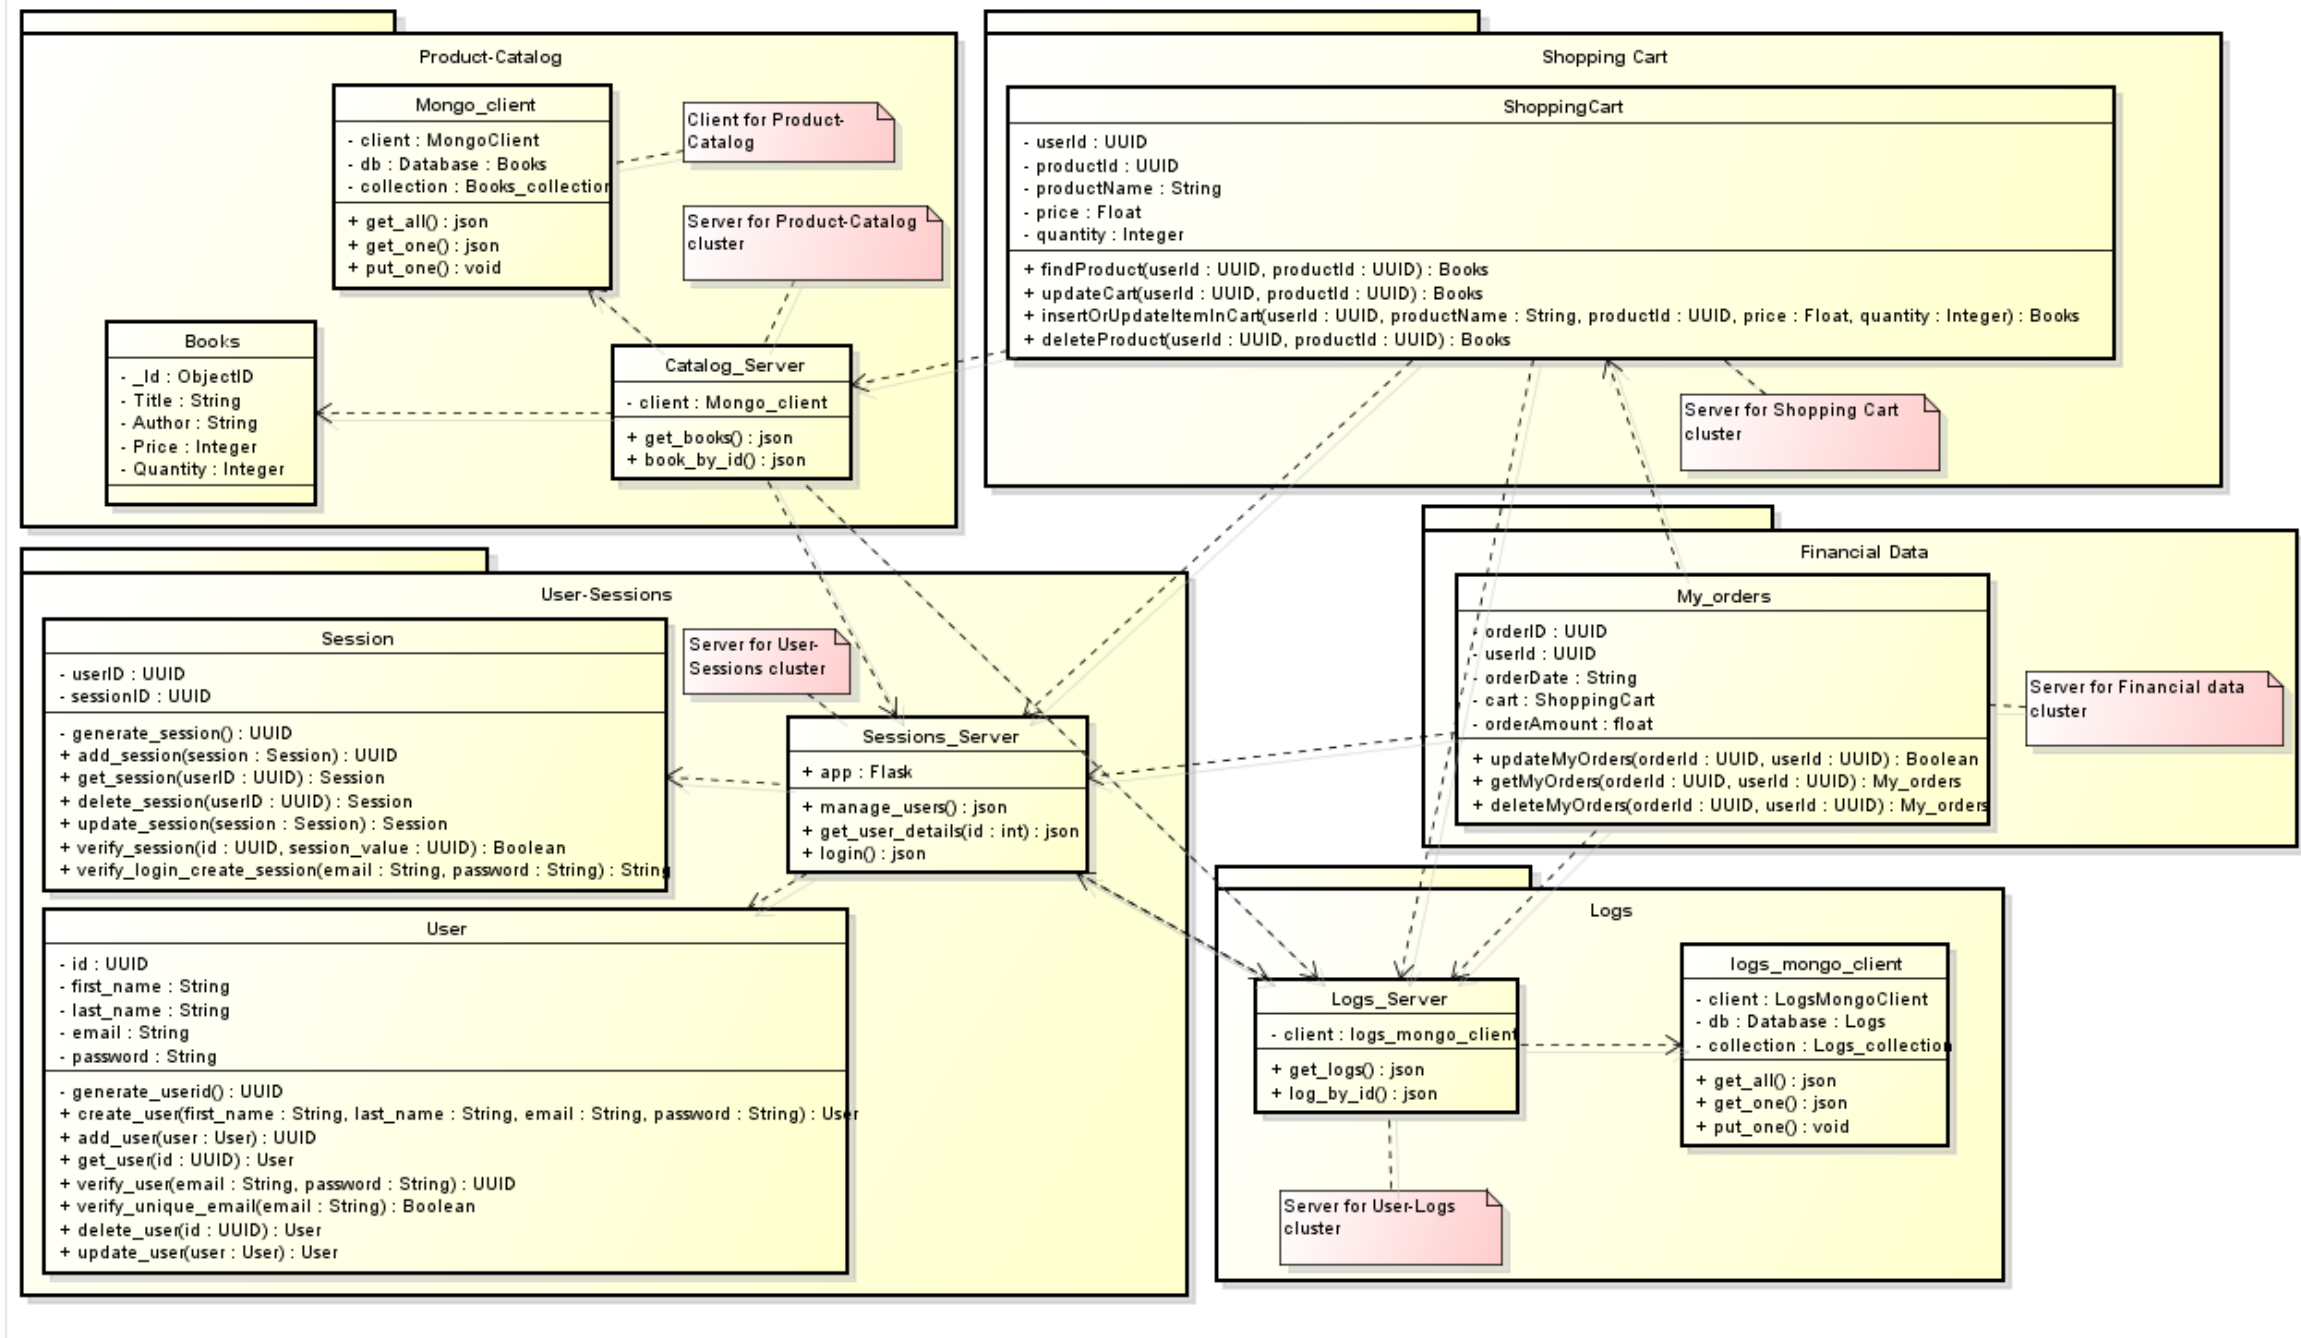 Product-Catalog
Mongo_client
- client : MongoClient
- db : Database : Books
- collection : Books_collection
+ get_all() : json
+ get_one() : json
+ put_one() : void
Client for Product-
Catalog
Server for Product-Catalog
cluster
Books
- _Id : ObjectID
- Title : String
- Author : String
- Price : Integer
- Quantity : Integer
Catalog_Server
- client : Mongo_client
+ get_books() : json
+ book_by_id() : json
Shopping Cart
ShoppingCart
- userId : UUID
- productId : UUID
- productName : String
- price : Float
- quantity : Integer
+ findProduct(userId : UUID, productId : UUID) : Books
+ updateCart(userId : UUID, productId : UUID) : Books
+ insertOrUpdateItemInCart(userId : UUID, productName : String, productId : UUID, price : Float, quantity : Integer) : Books
+ deleteProduct(userId : UUID, productId : UUID) : Books
Server for Shopping Cart
cluster
Financial Data
My_orders
- orderID : UUID
- userId : UUID
- orderDate : String
- cart : ShoppingCart
- orderAmount : float
+ updateMyOrders(orderId : UUID, userId : UUID) : Boolean
+ getMyOrders(orderId : UUID, userId : UUID) : My_orders
+ deleteMyOrders(orderId : UUID, userId : UUID) : My_orders
Server for Financial data
cluster
User-Sessions
Session
- userID : UUID
- sessionID : UUID
- generate_session() : UUID
+ add_session(session : Session) : UUID
+ get_session(userID : UUID) : Session
+ delete_session(userID : UUID) : Session
+ update_session(session : Session) : Session
+ verify_session(id : UUID, session_value : UUID) : Boolean
+ verify_login_create_session(email : String, password : String) : String
Server for User-
Sessions cluster
Sessions_Server
+ app : Flask
+ manage_users() : json
+ get_user_details(id : int) : json
+ login() : json
User
- id : UUID
- first_name : String
- last_name : String
- email : String
- password : String
- generate_userid() : UUID
+ create_user(first_name : String, last_name : String, email : String, password : String) : User
+ add_user(user : User) : UUID
+ get_user(id : UUID) : User
+ verify_user(email : String, password : String) : UUID
+ verify_unique_email(email : String) : Boolean
+ delete_user(id : UUID) : User
+ update_user(user : User) : User
Logs
Logs_Server
- client : logs_mongo_client
+ get_logs() : json
+ log_by_id() : json
logs_mongo_client
- client : LogsMongoClient
- db : Database : Logs
- collection : Logs_collection
+ get_all() : json
+ get_one() : json
+ put_one() : void
Server for User-Logs
cluster